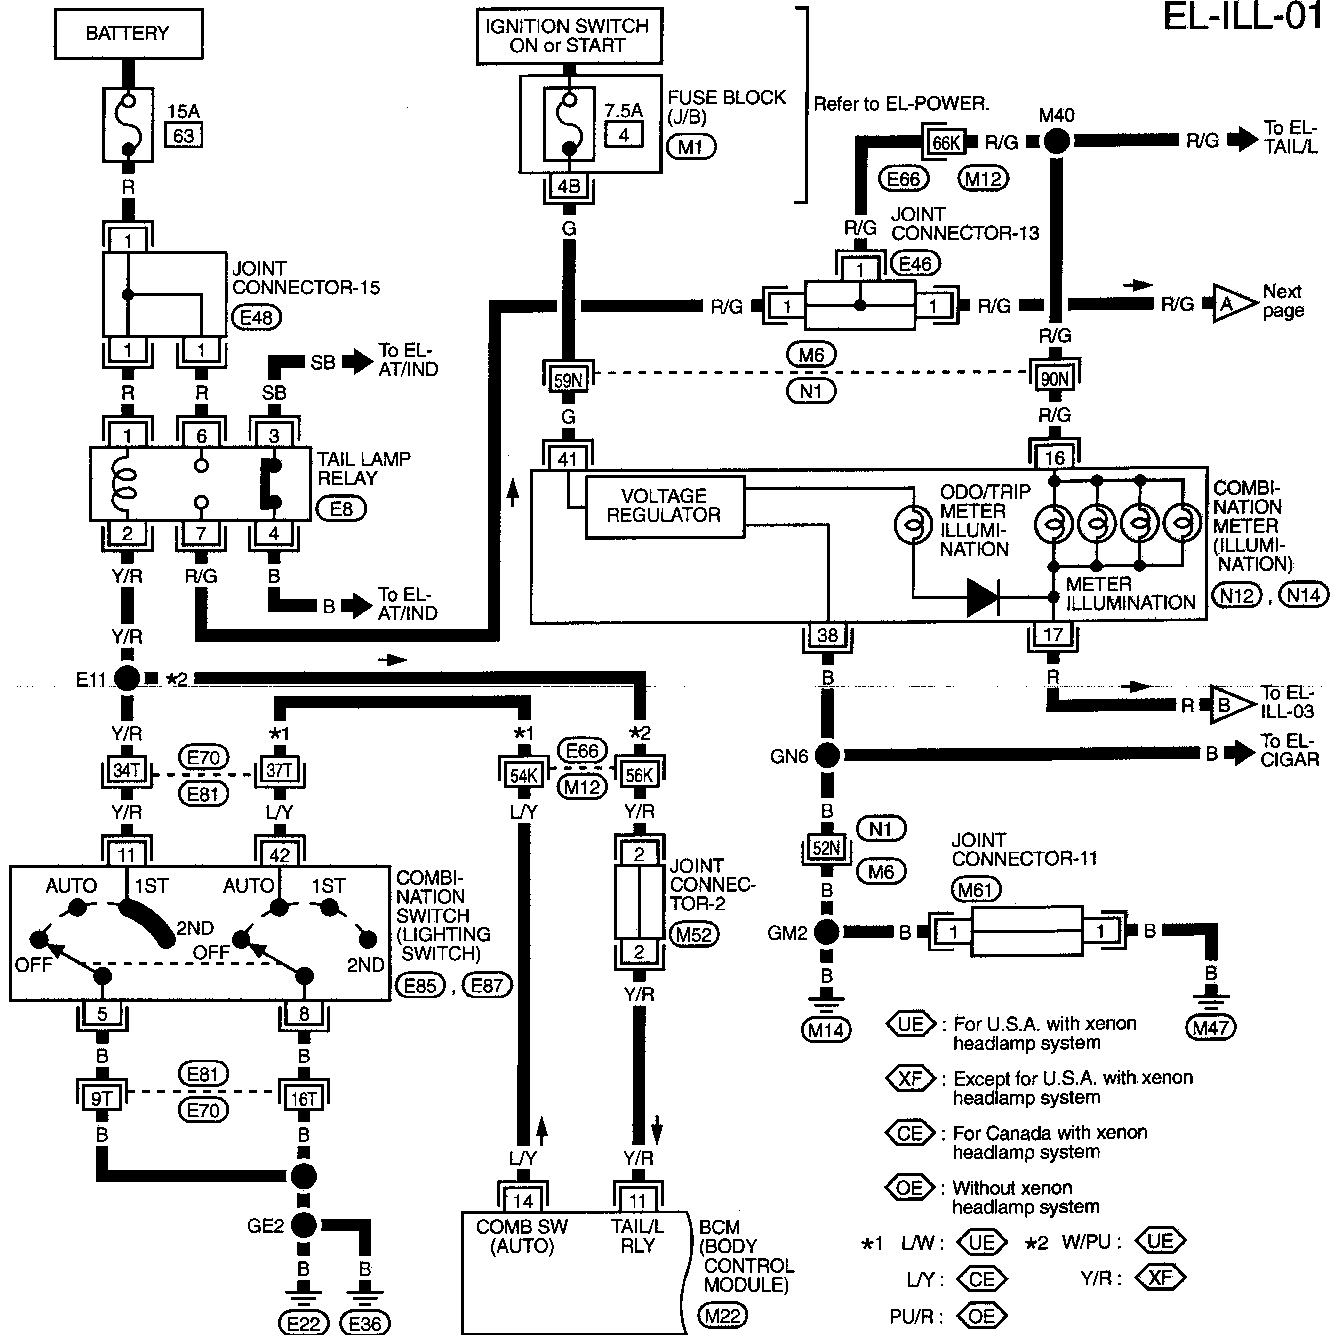 EL-ILL-01
BATTERY
IGNITION SWITCH
ON or START
15A
63
7.5A
4
FUSE BLOCK
(J/B)
M1
Refer to EL-POWER.
4B
R
G
M40
66K
R/G
R/G
To EL-
TAIL/L
E66
M12
R/G
JOINT
CONNECTOR-13
E46
1
1
1
1
JOINT
CONNECTOR-15
E48
1
1
R/G
R/G
R/G
A
Next
page
R/G
SB
To EL-
AT/IND
R
R
SB
59N
M6
N1
90N
G
R/G
1
6
3
TAIL LAMP
RELAY
E8
2
7
4
41
16
VOLTAGE
REGULATOR
ODO/TRIP
METER
ILLUMI-
NATION
METER
ILLUMINATION
COMBI-
NATION
METER
(ILLUMI-
NATION)
N12 , N14
Y/R
R/G
B
B
To EL-
AT/IND
38
17
Y/R
B
R
E11
*2
R
B
To EL-
ILL-03
Y/R
*1
*1
*2
GN6
B
To EL-
CIGAR
34T
E70
E81
37T
54K
E66
M12
56K
Y/R
L/Y
L/Y
Y/R
B
52N
N1
M6
11
42
2
JOINT
CONNEC-
TOR-2
M52
2
AUTO
1ST
2ND
OFF
AUTO
1ST
OFF
2ND
COMBI-
NATION
SWITCH
(LIGHTING
SWITCH)
E85 , E87
B
JOINT
CONNECTOR-11
M61
GM2
B
1
1
B
B
M14
B
M47
Y/R
5
8
B
B
9T
E81
E70
16T
B
B
UE : For U.S.A. with xenon
headlamp system
XF : Except for U.S.A. with xenon
headlamp system
CE : For Canada with xenon
headlamp system
OE : Without xenon
headlamp system
L/Y
Y/R
14
11
COMB SW
(AUTO)
TAIL/L
RLY
BCM
(BODY
CONTROL
MODULE)
M22
GE2
B
B
E22
E36
*1 L/W : UE
*2 W/PU : UE
L/Y : CE
Y/R : XF
PU/R : OE